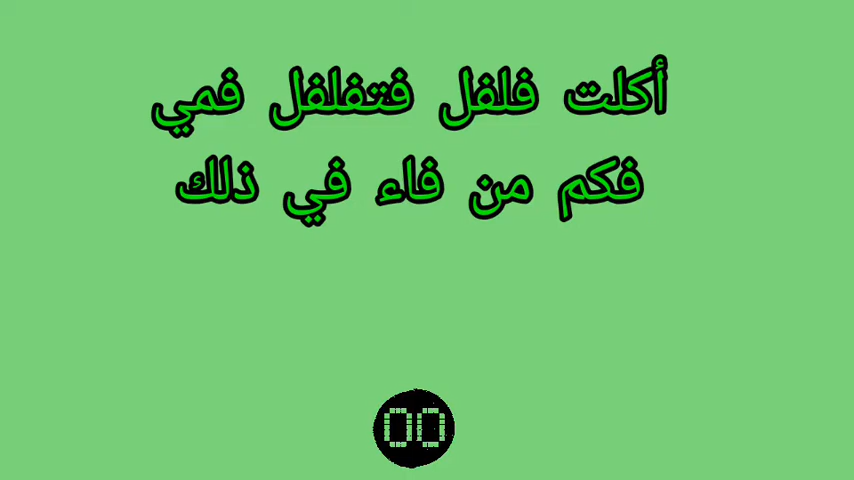 أكلت فلفل فتفلفل فمي
فكم من فاء في ذلك
00